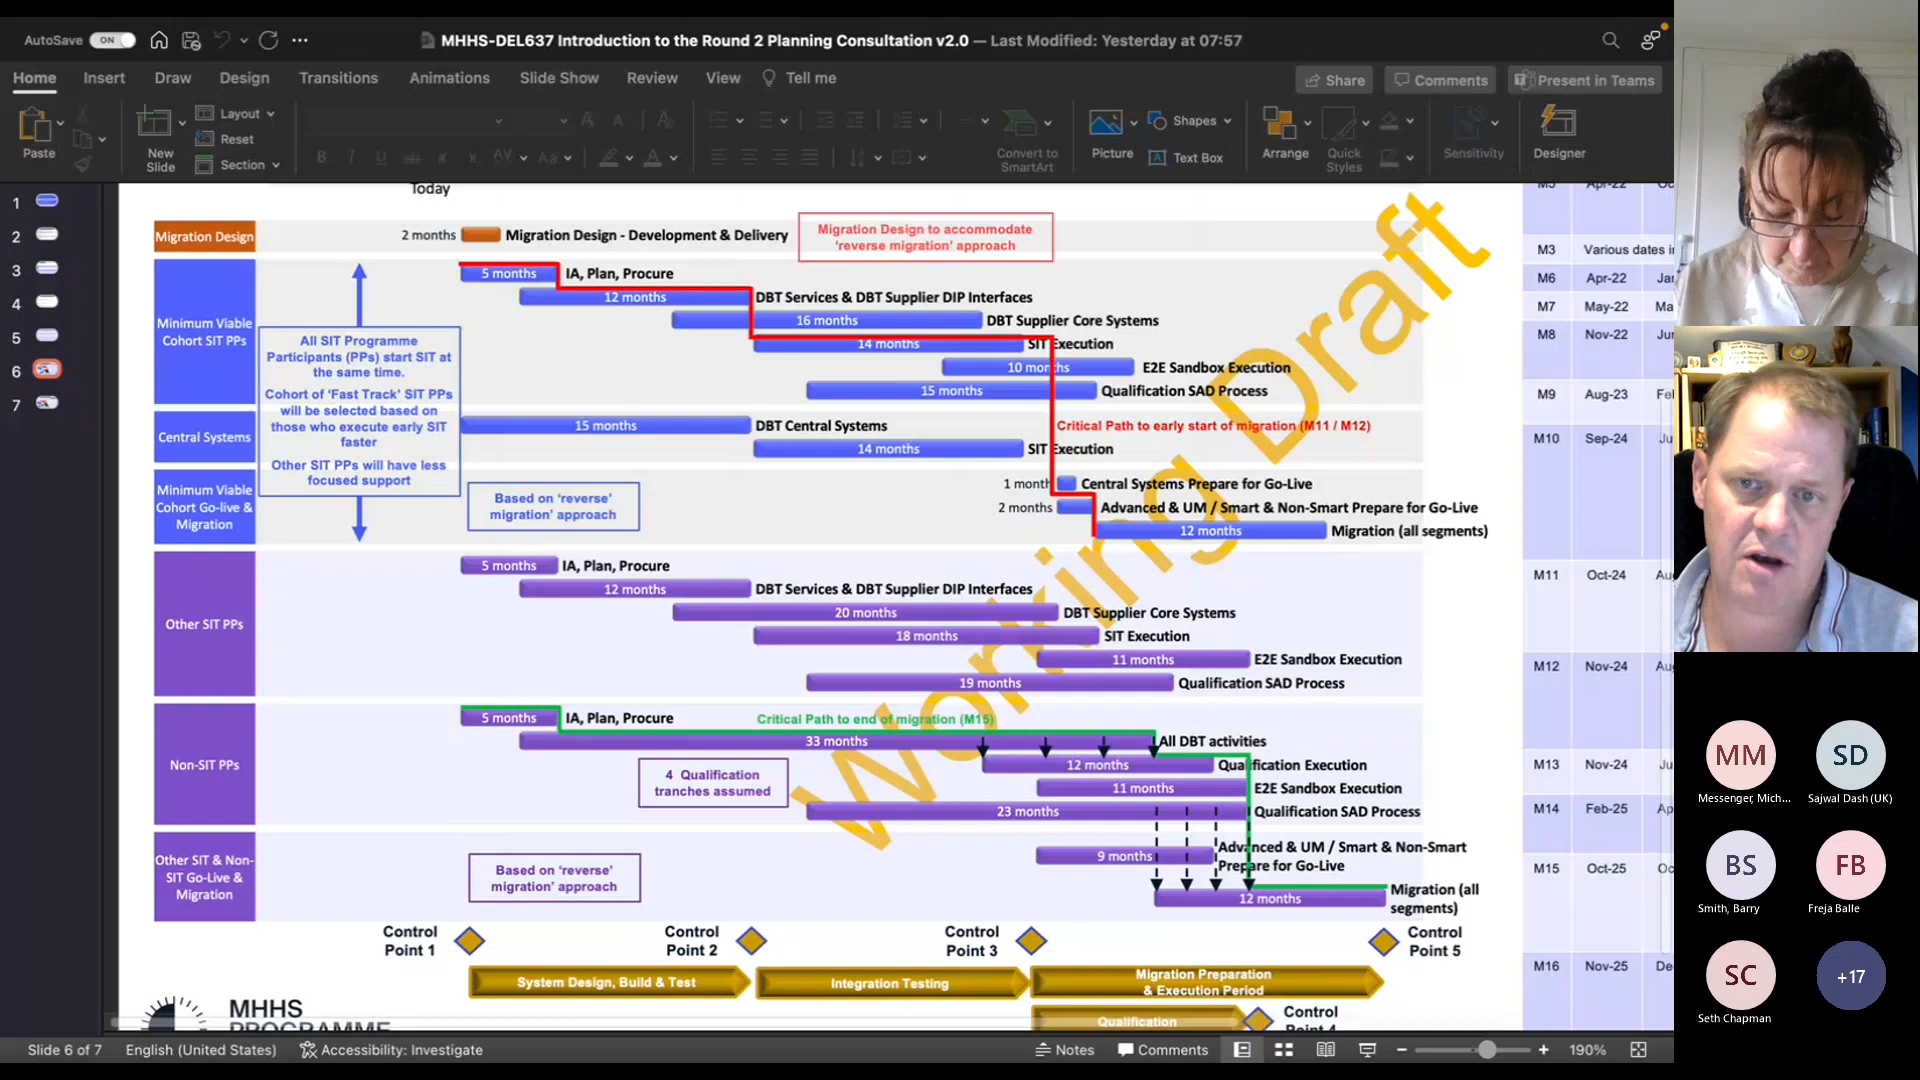 AutoSave ON
MHHS-DEL637 Introduction to the Round 2 Planning Consultation v2.0 — Last Modified: Yesterday at 07:57
Home Insert Draw Design Transitions Animations Slide Show Review View Tell me
Share Comments Present in Teams
Paste
New Slide
Layout
Reset
Section
Convert to SmartArt
Picture
Shapes
Text Box
Arrange
Quick Styles
Sensitivity
Designer
1
2
3
4
5
6
7
Today
Migration Design
2 months
Migration Design - Development & Delivery
Migration Design to accommodate
'reverse migration' approach
Minimum Viable
Cohort SIT PPs
5 months IA, Plan, Procure
12 months DBT Services & DBT Supplier DIP Interfaces
16 months DBT Supplier Core Systems
14 months SIT Execution
10 months E2E Sandbox Execution
15 months Qualification SAD Process
All SIT Programme
Participants (PPs) start SIT at
the same time.
Cohort of 'Fast Track' SIT PPs
will be selected based on
those who execute early SIT
faster
Other SIT PPs will have less
focused support
Central Systems
15 months DBT Central Systems
14 months SIT Execution
Critical Path to early start of migration (M11 / M12)
Minimum Viable
Cohort Go-live &
Migration
Based on 'reverse'
migration' approach
1 month Central Systems Prepare for Go-Live
2 months Advanced & UM / Smart & Non-Smart Prepare for Go-Live
12 months Migration (all segments)
Other SIT PPs
5 months IA, Plan, Procure
12 months DBT Services & DBT Supplier DIP Interfaces
20 months DBT Supplier Core Systems
18 months SIT Execution
11 months E2E Sandbox Execution
19 months Qualification SAD Process
Non-SIT PPs
5 months IA, Plan, Procure
Critical Path to end of migration (M15)
33 months All DBT activities
12 months Qualification Execution
11 months E2E Sandbox Execution
23 months Qualification SAD Process
4 Qualification
tranches assumed
Other SIT & Non-
SIT Go-Live &
Migration
Based on 'reverse
migration' approach
9 months Advanced & UM / Smart & Non-Smart
Prepare for Go-Live
12 months Migration (all
segments)
Working Draft
Control
Point 1
Control
Point 2
Control
Point 3
Control
Point 5
System Design, Build & Test
Integration Testing
Migration Preparation
& Execution Period
Qualification
Control
Point 4
MHHS
PROGRAMME
M5 Apr-22
M3 Various dates i
M6 Apr-22
M7 May-22
M8 Nov-22
M9 Aug-23
M10 Sep-24
M11 Oct-24
M12 Nov-24
M13 Nov-24
M14 Feb-25
M15 Oct-25
M16 Nov-25
Slide 6 of 7 English (United States) Accessibility: Investigate
Notes Comments 190%
MM
Messenger, Mich...
SD
Sajwal Dash (UK)
BS
Smith, Barry
FB
Freja Balle
SC
Seth Chapman
+17